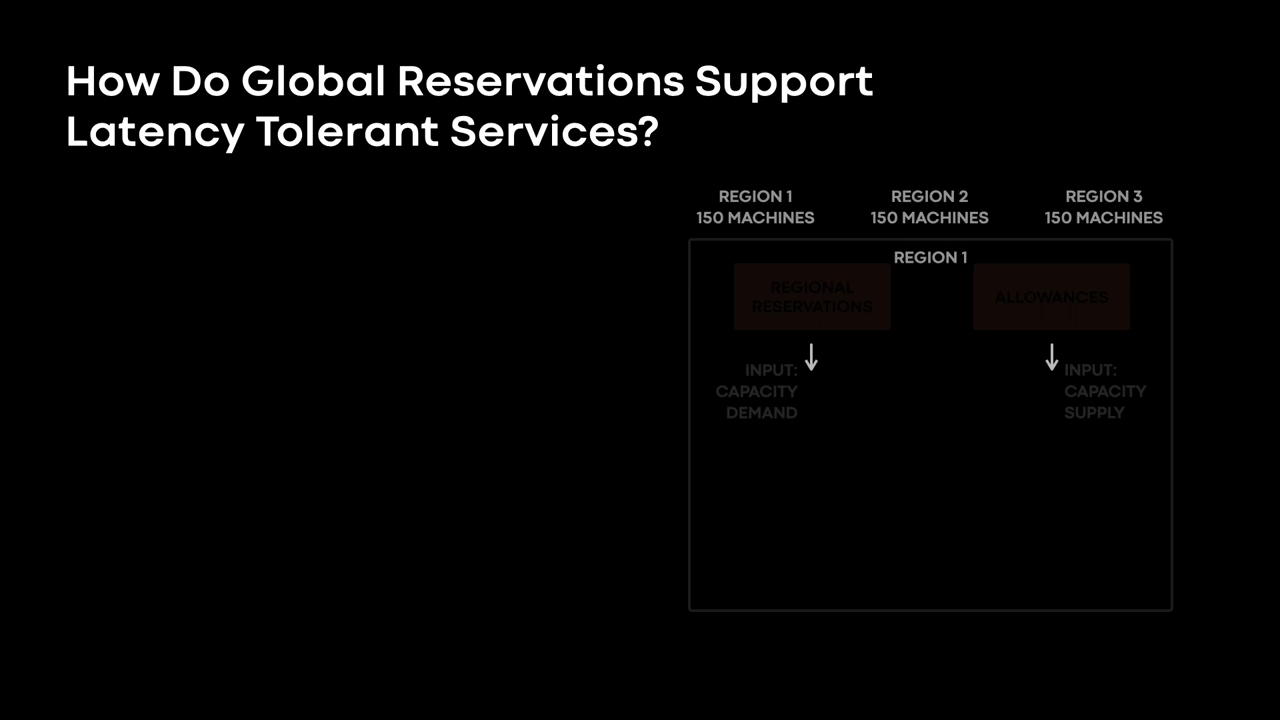 How Do Global Reservations Support
Latency Tolerant Services?
REGION 1
150 MACHINES
REGION 2
150 MACHINES
REGION 3
150 MACHINES
REGION 1
REGIONAL
RESERVATIONS
ALLOWANCES
INPUT:
CAPACITY
DEMAND
INPUT:
CAPACITY
SUPPLY